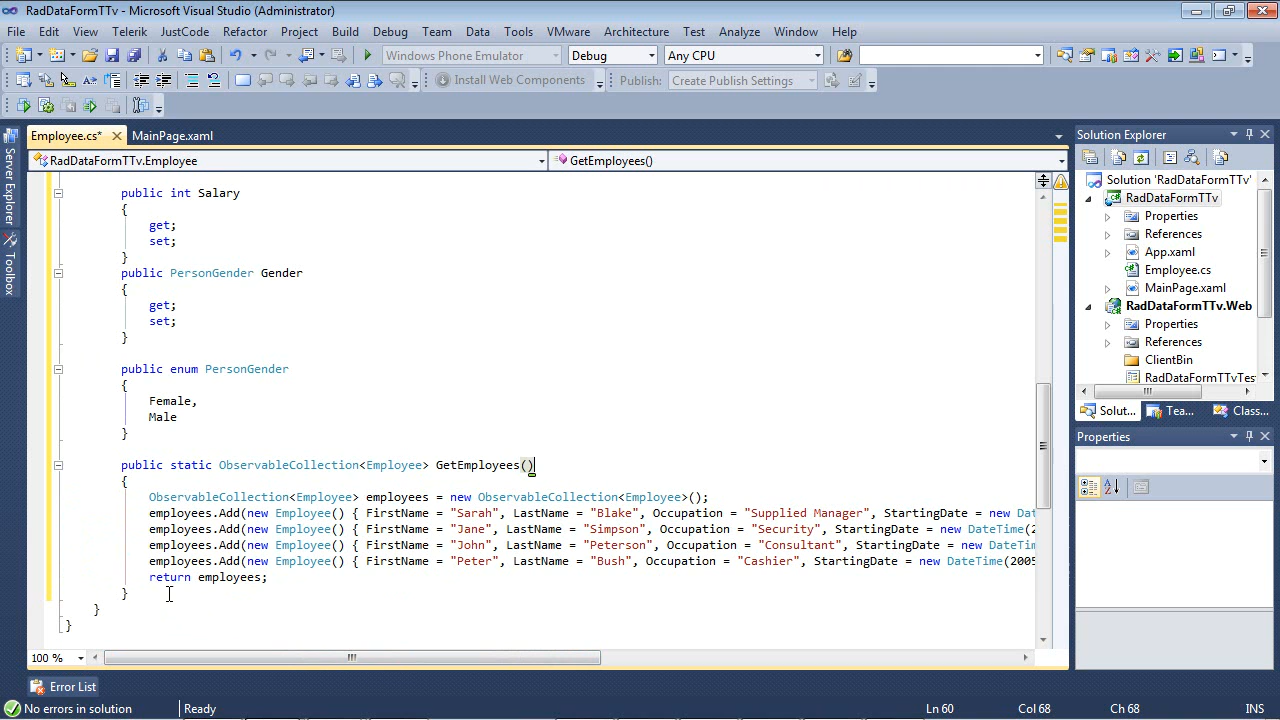 RadDataFormTTv - Microsoft Visual Studio (Administrator)
File Edit View Telerik JustCode Refactor Project Build Debug Team Data Tools VMware Architecture Test Analyze Window Help
Windows Phone Emulator Debug Any CPU
Install Web Components Publish: Create Publish Settings
Server Explorer
Toolbox
Employee.cs* MainPage.xaml
RadDataFormTTv.Employee GetEmployees()
public int Salary
{
get;
set;
}
public PersonGender Gender
{
get;
set;
}
public enum PersonGender
{
Female,
Male
}
public static ObservableCollection<Employee> GetEmployees()
{
ObservableCollection<Employee> employees = new ObservableCollection<Employee>();
employees.Add(new Employee() { FirstName = "Sarah", LastName = "Blake", Occupation = "Supplied Manager", StartingDate = new Dat
employees.Add(new Employee() { FirstName = "Jane", LastName = "Simpson", Occupation = "Security", StartingDate = new DateTime(2
employees.Add(new Employee() { FirstName = "John", LastName = "Peterson", Occupation = "Consultant", StartingDate = new DateTim
employees.Add(new Employee() { FirstName = "Peter", LastName = "Bush", Occupation = "Cashier", StartingDate = new DateTime(2005
return employees;
}
}
}
100 %
Solution Explorer
Solution 'RadDataFormTTv'
RadDataFormTTv
Properties
References
App.xaml
Employee.cs
MainPage.xaml
RadDataFormTTv.Web
Properties
References
ClientBin
RadDataFormTTvTes
Solut... Tea... Class...
Properties
Error List
No errors in solution Ready Ln 60 Col 68 Ch 68 INS